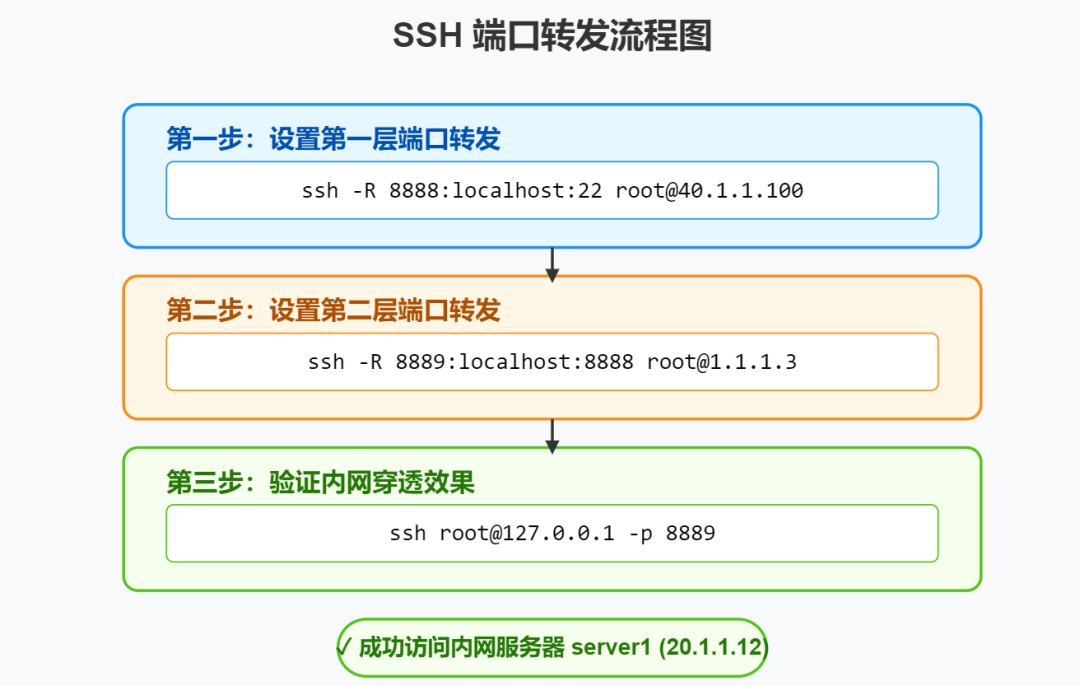 SSH 端口转发流程图
第一步：设置第一层端口转发
ssh -R 8888:localhost:22 root@40.1.1.100
第二步：设置第二层端口转发
ssh -R 8889:localhost:8888 root@1.1.1.3
第三步：验证内网穿透效果
ssh root@127.0.0.1 -p 8889
✓ 成功访问内网服务器 server1 (20.1.1.12)